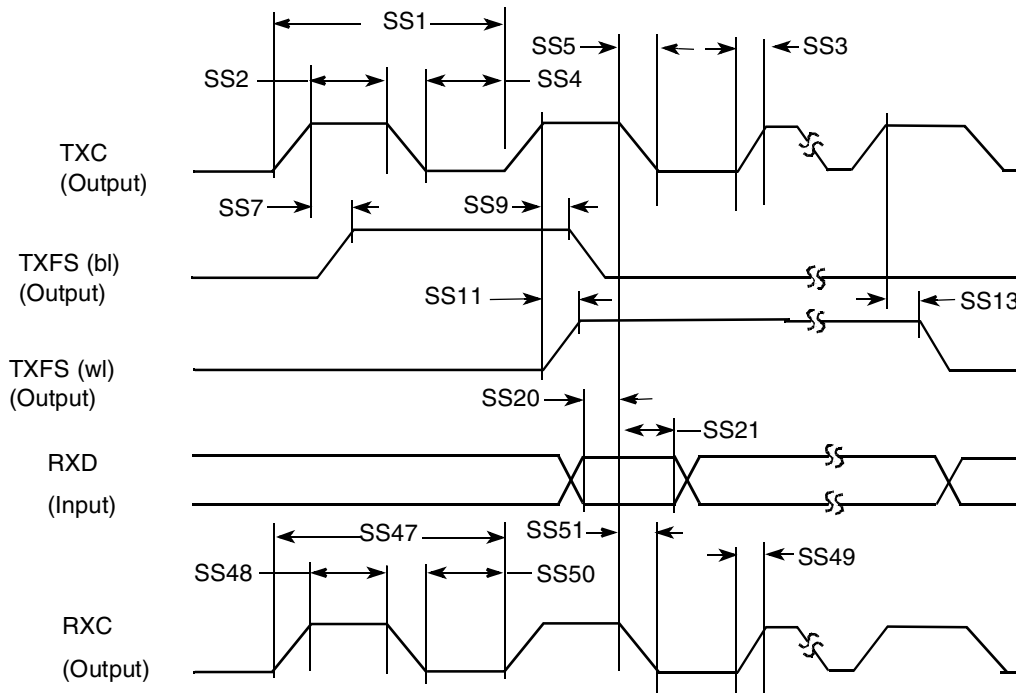 SS1
SS5
SS3
SS2
SS4
TXC
(Output)
SS7
SS9
TXFS (bl)
(Output)
SS11
SS13
TXFS (wl)
(Output)
SS20
SS21
RXD
(Input)
SS47
SS51
SS49
SS48
SS50
RXC
(Output)